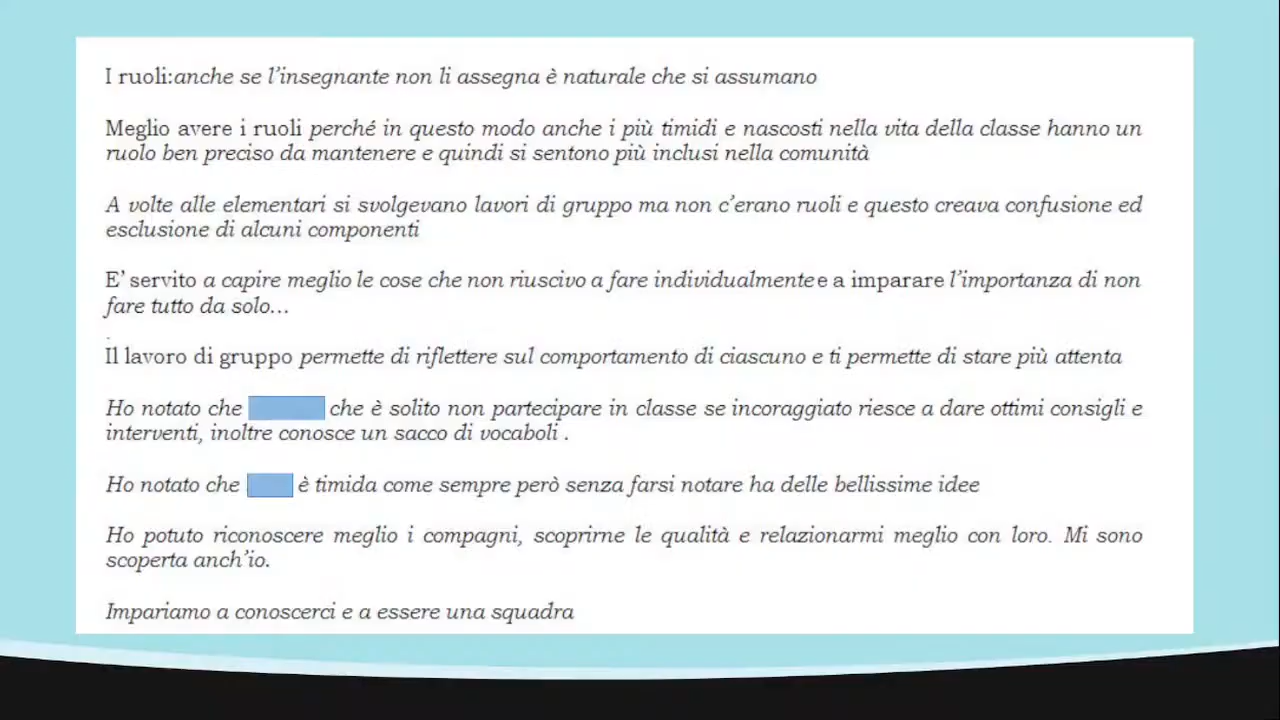 I ruoli:anche se l'insegnante non li assegna è naturale che si assumano
Meglio avere i ruoli perché in questo modo anche i più timidi e nascosti nella vita della classe hanno un
ruolo ben preciso da mantenere e quindi si sentono più inclusi nella comunità
A volte alle elementari si svolgevano lavori di gruppo ma non c'erano ruoli e questo creava confusione ed
esclusione di alcuni componenti
E' servito a capire meglio le cose che non riuscivo a fare individualmente e a imparare l'importanza di non
fare tutto da solo...
.
Il lavoro di gruppo permette di riflettere sul comportamento di ciascuno e ti permette di stare più attenta
Ho notato che che è solito non partecipare in classe se incoraggiato riesce a dare ottimi consigli e
interventi, inoltre conosce un sacco di vocaboli .
Ho notato che è timida come sempre però senza farsi notare ha delle bellissime idee
Ho potuto riconoscere meglio i compagni, scoprirne le qualità e relazionarmi meglio con loro. Mi sono
scoperta anch'io.
Impariamo a conoscerci e a essere una squadra